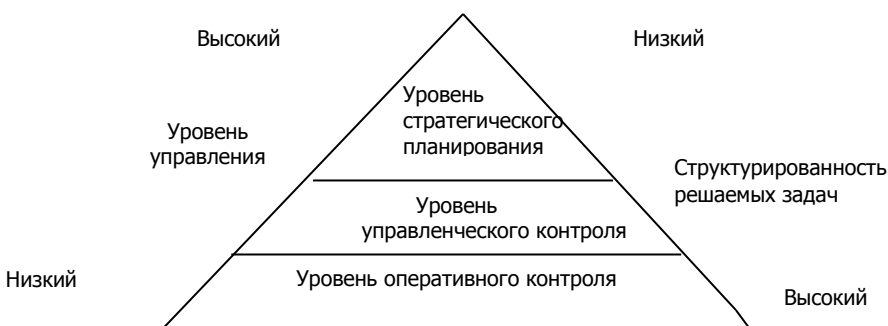 Высокий
Низкий
Уровень
стратегического
планирования
Уровень
управления
Структурированность
решаемых задач
Уровень
управленческого контроля
Низкий
Уровень оперативного контроля
Высокий